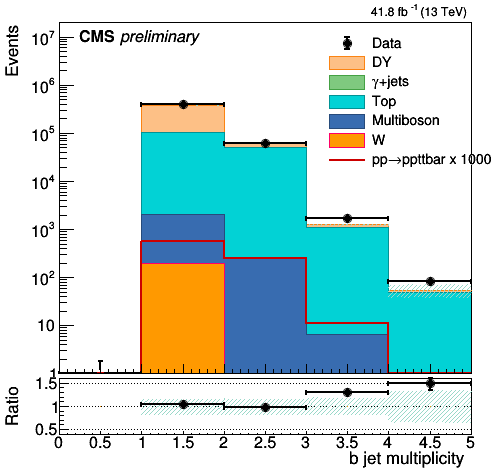 41.8 fb⁻¹ (13 TeV)
CMS preliminary
Events
10⁷
10⁶
10⁵
10⁴
10³
10²
10
1
Data
DY
γ+jets
Top
Multiboson
W
pp→ppttbar x 1000
Ratio
1.5
1
0.5
0 0.5 1 1.5 2 2.5 3 3.5 4 4.5 5
b jet multiplicity